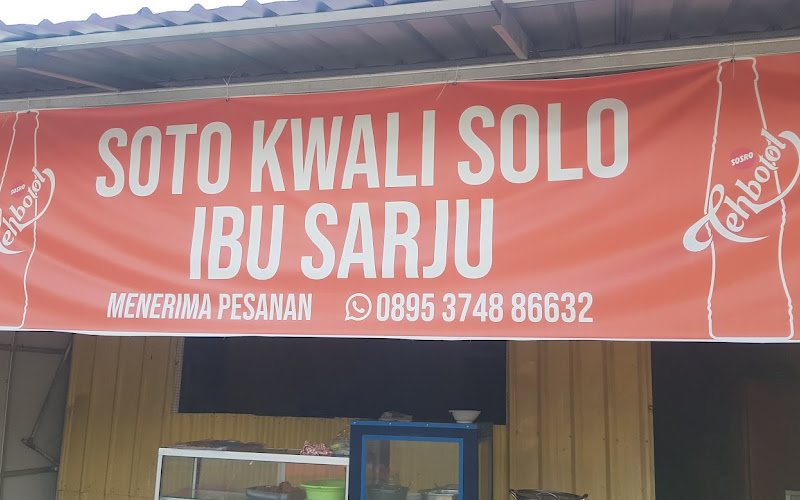 SOTO KWALI SOLO
IBU SARJU
MENERIMA PESANAN 0895 3748 86632
SOSRO
Tehbotol
SOSRO
Tehbotol